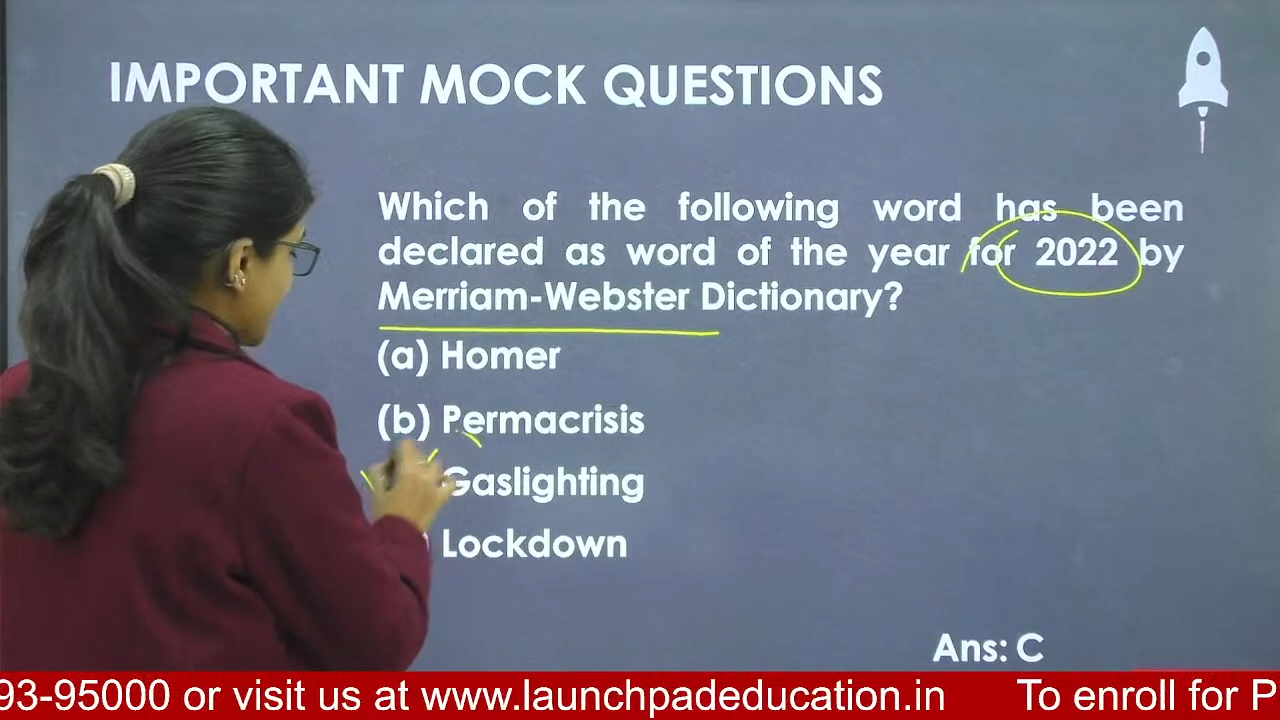 IMPORTANT MOCK QUESTIONS
Which of the following word has been
declared as word of the year for 2022 by
Merriam-Webster Dictionary?
(a) Homer
(b) Permacrisis
Gaslighting
Lockdown
Ans: C
93-95000 or visit us at www.launchpadeducation.in To enroll for P